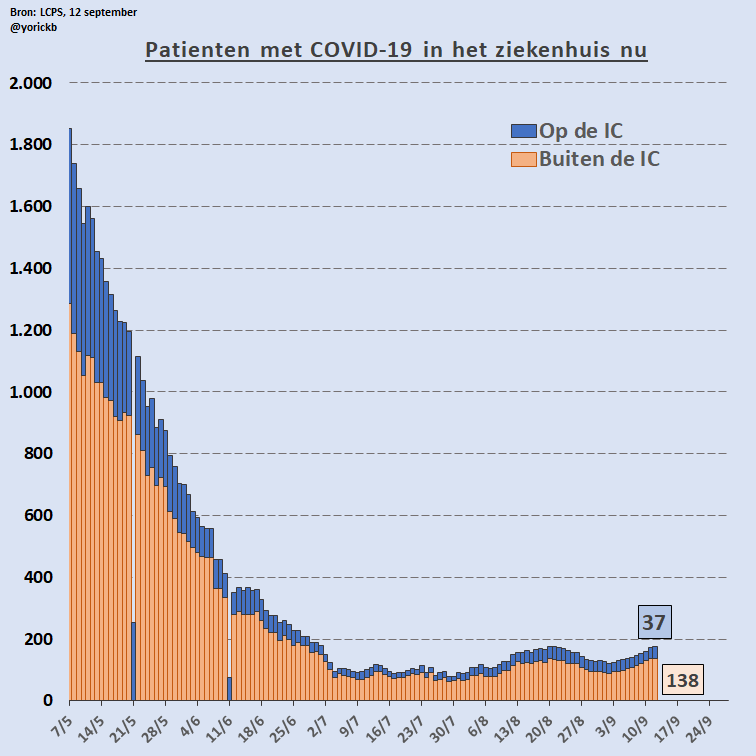 Bron: LCPS, 12 september
@yorickb
Patienten met COVID-19 in het ziekenhuis nu
2.000
1.800
1.600
1.400
1.200
1.000
800
600
400
200
0
Op de IC
Buiten de IC
37
138
7/5 14/5 21/5 28/5 4/6 11/6 18/6 25/6 2/7 9/7 16/7 23/7 30/7 6/8 13/8 20/8 27/8 3/9 10/9 17/9 24/9